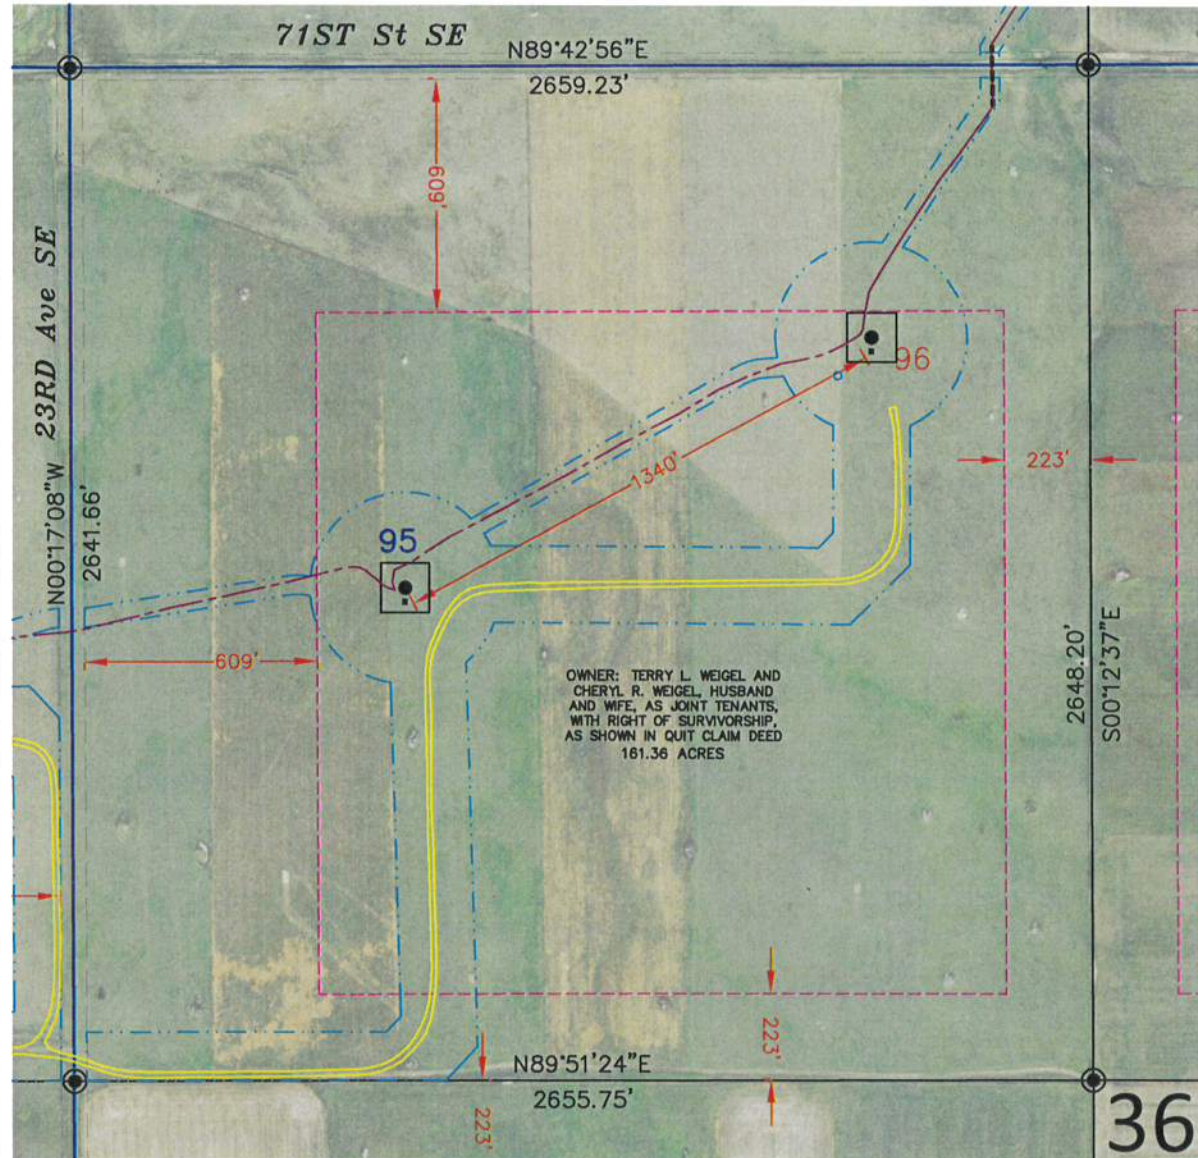 71ST St SE
N89°42'56"E
2659.23'
609'
23RD Ave SE
N00°17'08"W
2641.66'
96
1340'
223'
95
609'
OWNER: TERRY L. WEIGEL AND
CHERYL R. WEIGEL, HUSBAND
AND WIFE, AS JOINT TENANTS,
WITH RIGHT OF SURVIVORSHIP,
AS SHOWN IN QUIT CLAIM DEED
161.36 ACRES
2648.20'
S00°12'37"E
223'
N89°51'24"E
2655.75'
223'
36